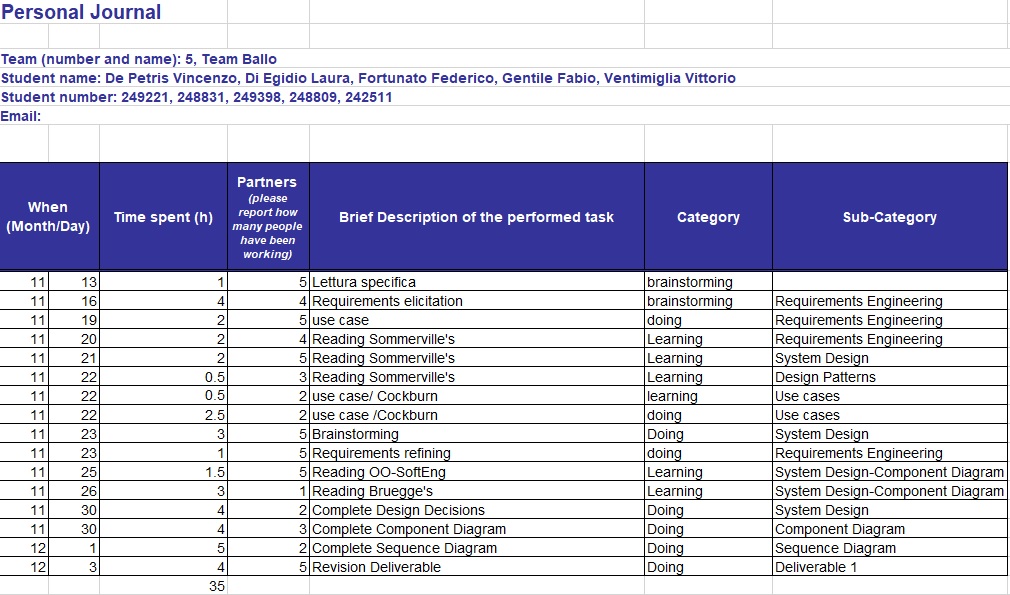 Personal Journal
Team (number and name): 5, Team Ballo
Student name: De Petris Vincenzo, Di Egidio Laura, Fortunato Federico, Gentile Fabio, Ventimiglia Vittorio
Student number: 249221, 248831, 249398, 248809, 242511
Email:
When (Month/Day) Time spent (h) Partners (please report how many people have been working) Brief Description of the performed task Category Sub-Category
11 13 1 5 Lettura specifica brainstorming
11 16 4 4 Requirements elicitation brainstorming Requirements Engineering
11 19 2 5 use case doing Requirements Engineering
11 20 2 4 Reading Sommerville's Learning Requirements Engineering
11 21 2 5 Reading Sommerville's Learning System Design
11 22 0.5 3 Reading Sommerville's Learning Design Patterns
11 22 0.5 2 use case/ Cockburn learning Use cases
11 22 2.5 2 use case /Cockburn doing Use cases
11 23 3 5 Brainstorming Doing System Design
11 23 1 5 Requirements refining doing Requirements Engineering
11 25 1.5 5 Reading OO-SoftEng Learning System Design-Component Diagram
11 26 3 1 Reading Bruegge's Learning System Design-Component Diagram
11 30 4 2 Complete Design Decisions Doing System Design
11 30 4 3 Complete Component Diagram Doing Component Diagram
12 1 5 2 Complete Sequence Diagram Doing Sequence Diagram
12 3 4 5 Revision Deliverable Doing Deliverable 1
35